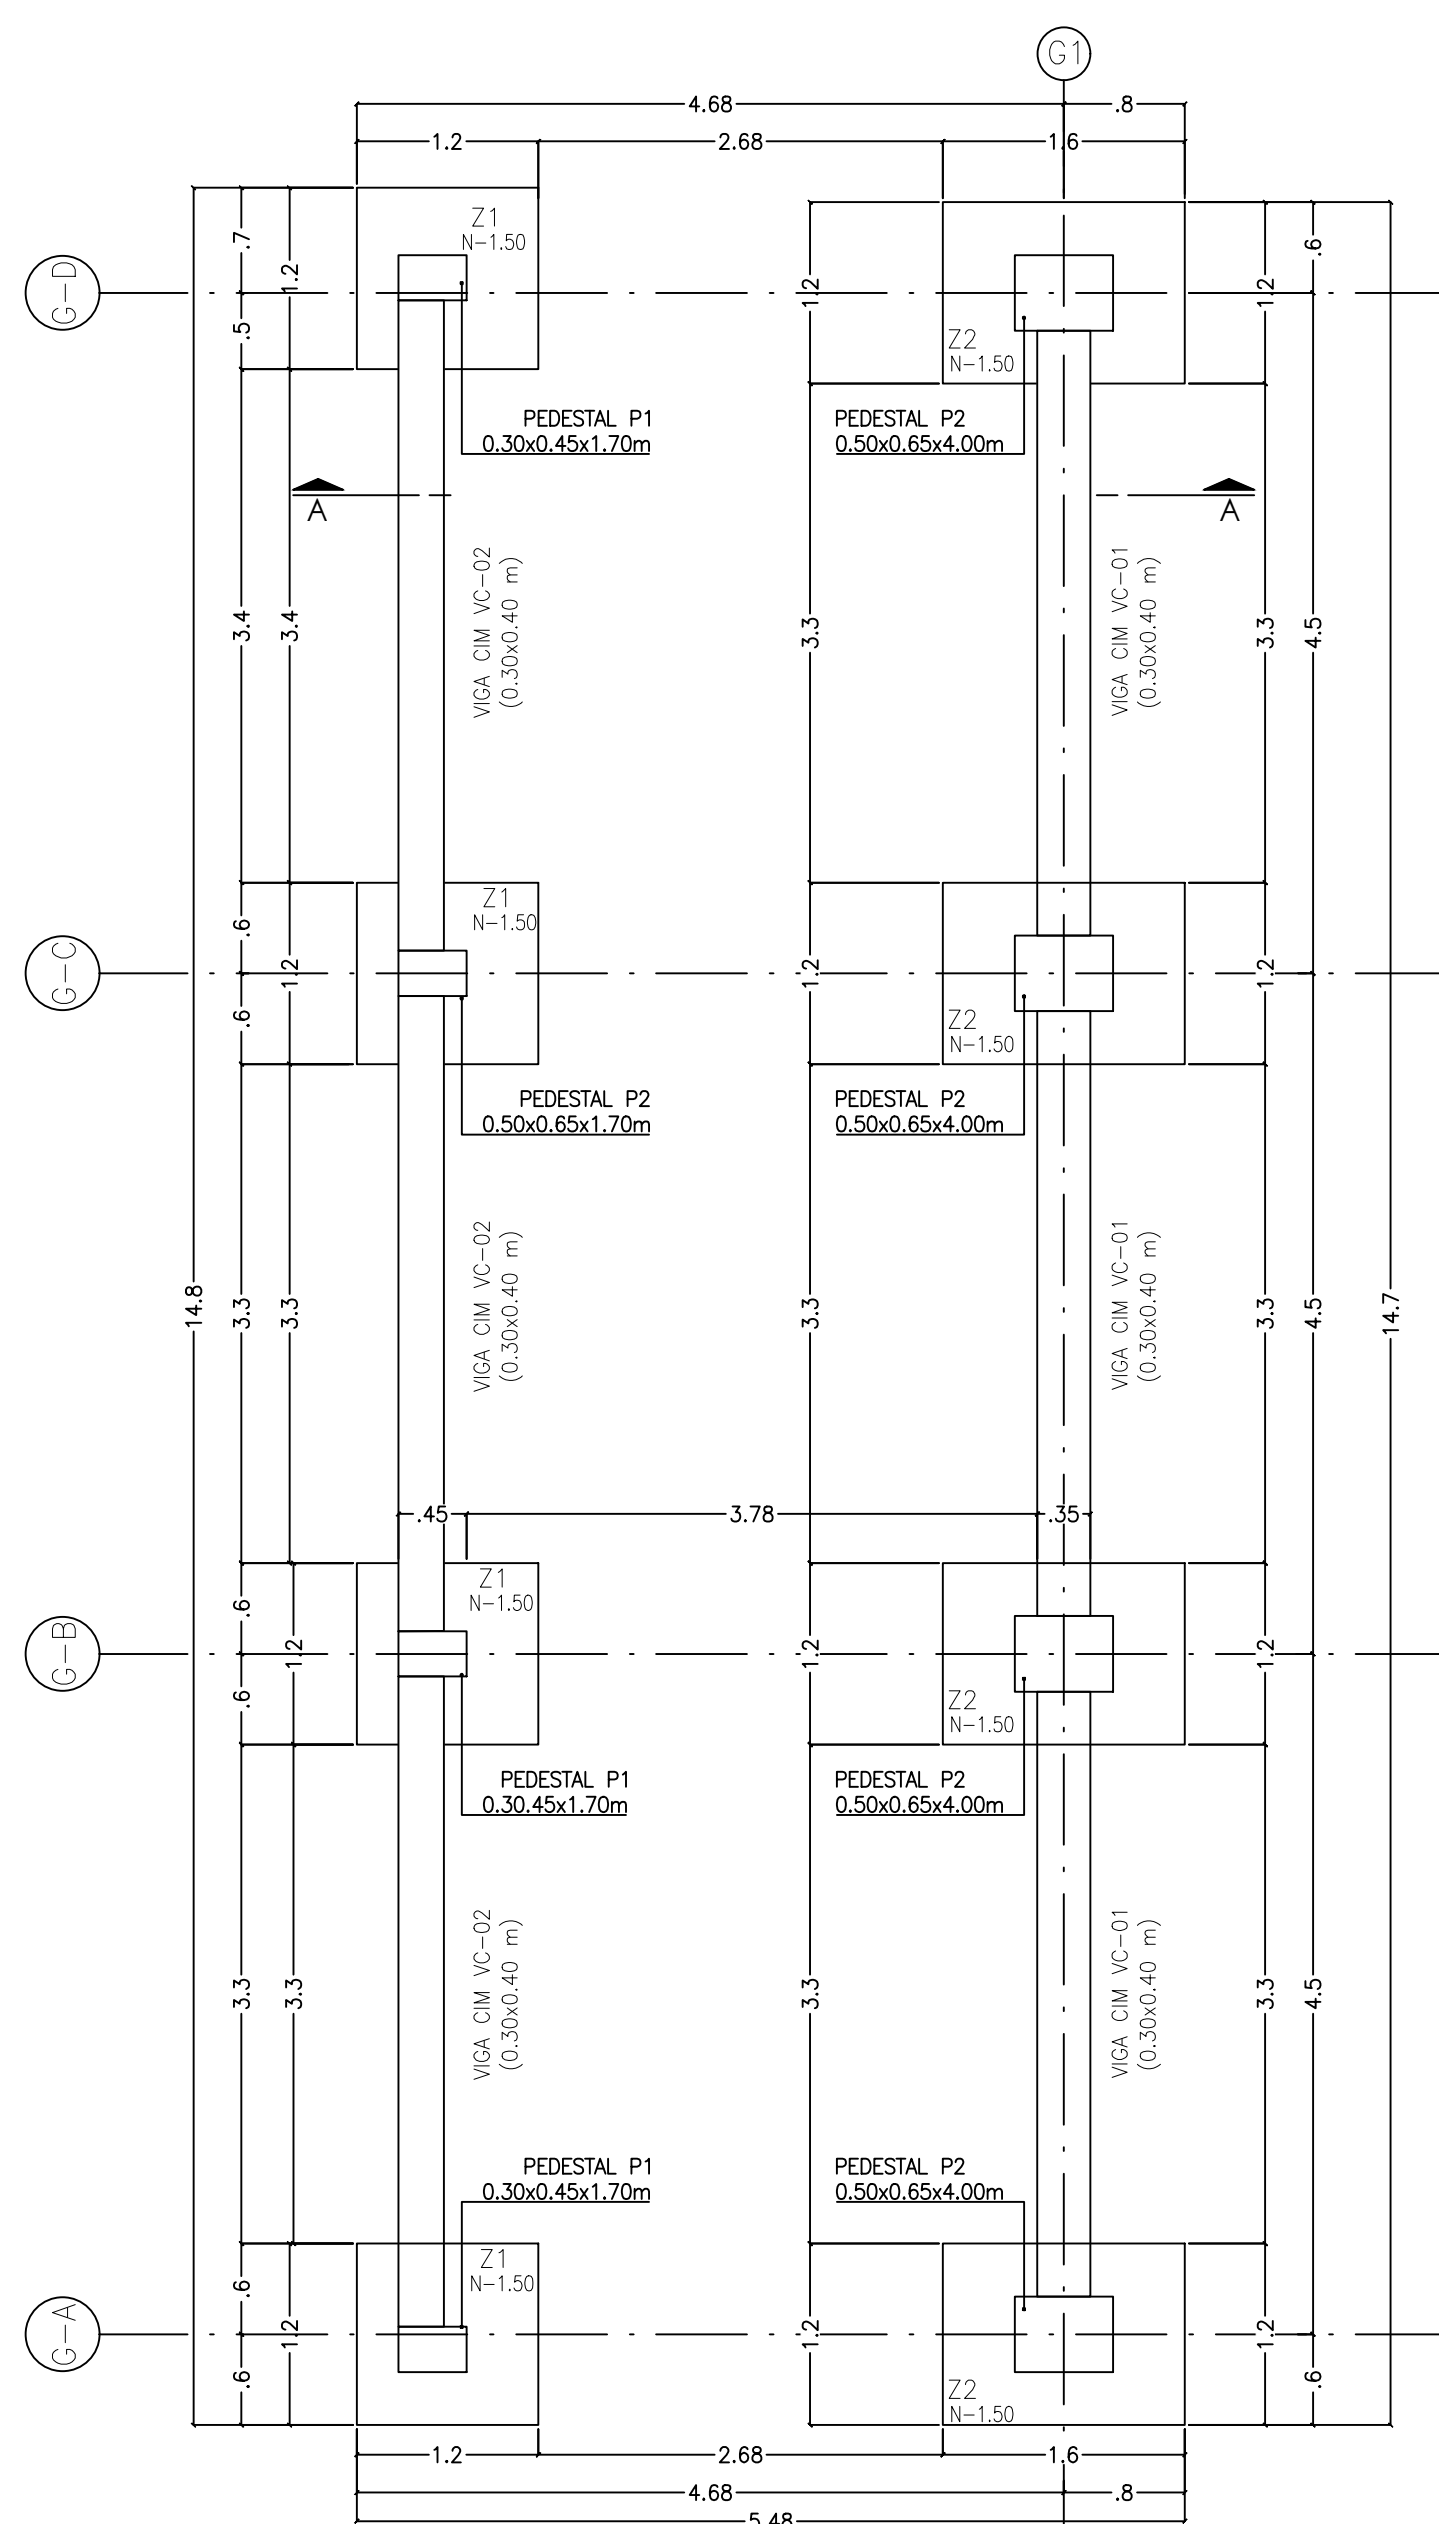 G1
4.68
.8
1.2
2.68
1.6
Z1
N-1.50
.7
1.2
.6
G-D
1.2
1.2
.5
Z2
N-1.50
PEDESTAL P1
0.30x0.45x1.70m
PEDESTAL P2
0.50x0.65x4.00m
A
A
VIGA CIM VC-02
(0.30x0.40 m)
VIGA CIM VC-01
(0.30x0.40 m)
3.4
3.4
3.3
3.3
4.5
Z1
N-1.50
.6
G-C
1.2
1.2
1.2
.6
Z2
N-1.50
PEDESTAL P2
0.50x0.65x1.70m
PEDESTAL P2
0.50x0.65x4.00m
VIGA CIM VC-02
(0.30x0.40 m)
VIGA CIM VC-01
(0.30x0.40 m)
14.8
3.3
3.3
3.3
3.3
4.5
14.7
.45
3.78
.35
Z1
N-1.50
.6
G-B
1.2
1.2
1.2
.6
Z2
N-1.50
PEDESTAL P1
0.30.45x1.70m
PEDESTAL P2
0.50x0.65x4.00m
VIGA CIM VC-02
(0.30x0.40 m)
VIGA CIM VC-01
(0.30x0.40 m)
3.3
3.3
3.3
3.3
4.5
PEDESTAL P1
0.30x0.45x1.70m
PEDESTAL P2
0.50x0.65x4.00m
Z1
N-1.50
.6
G-A
1.2
1.2
1.2
.6
.6
Z2
N-1.50
1.2
2.68
1.6
4.68
.8
5.48